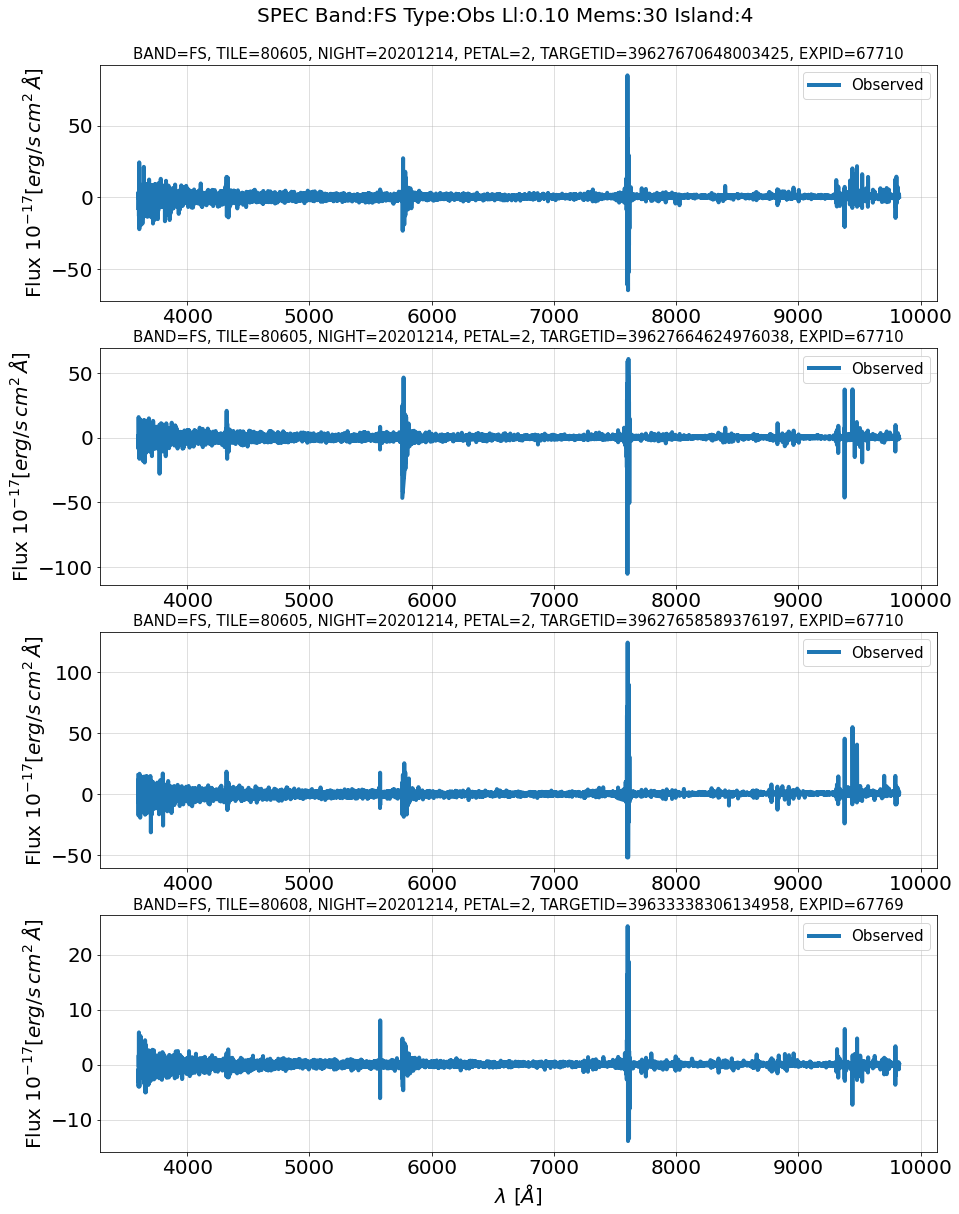 SPEC Band:FS Type:Obs Ll:0.10 Mems:30 Island:4
BAND=FS, TILE=80605, NIGHT=20201214, PETAL=2, TARGETID=39627670648003425, EXPID=67710
Flux 10^{-17}[erg/s cm^2 Å]
50
0
−50
Observed
4000 5000 6000 7000 8000 9000 10000
BAND=FS, TILE=80605, NIGHT=20201214, PETAL=2, TARGETID=39627664624976038, EXPID=67710
Flux 10^{-17}[erg/s cm^2 Å]
50
0
−50
−100
Observed
4000 5000 6000 7000 8000 9000 10000
BAND=FS, TILE=80605, NIGHT=20201214, PETAL=2, TARGETID=39627658589376197, EXPID=67710
Flux 10^{-17}[erg/s cm^2 Å]
100
50
0
−50
Observed
4000 5000 6000 7000 8000 9000 10000
BAND=FS, TILE=80608, NIGHT=20201214, PETAL=2, TARGETID=39633338306134958, EXPID=67769
Flux 10^{-17}[erg/s cm^2 Å]
20
10
0
−10
Observed
4000 5000 6000 7000 8000 9000 10000
λ [Å]